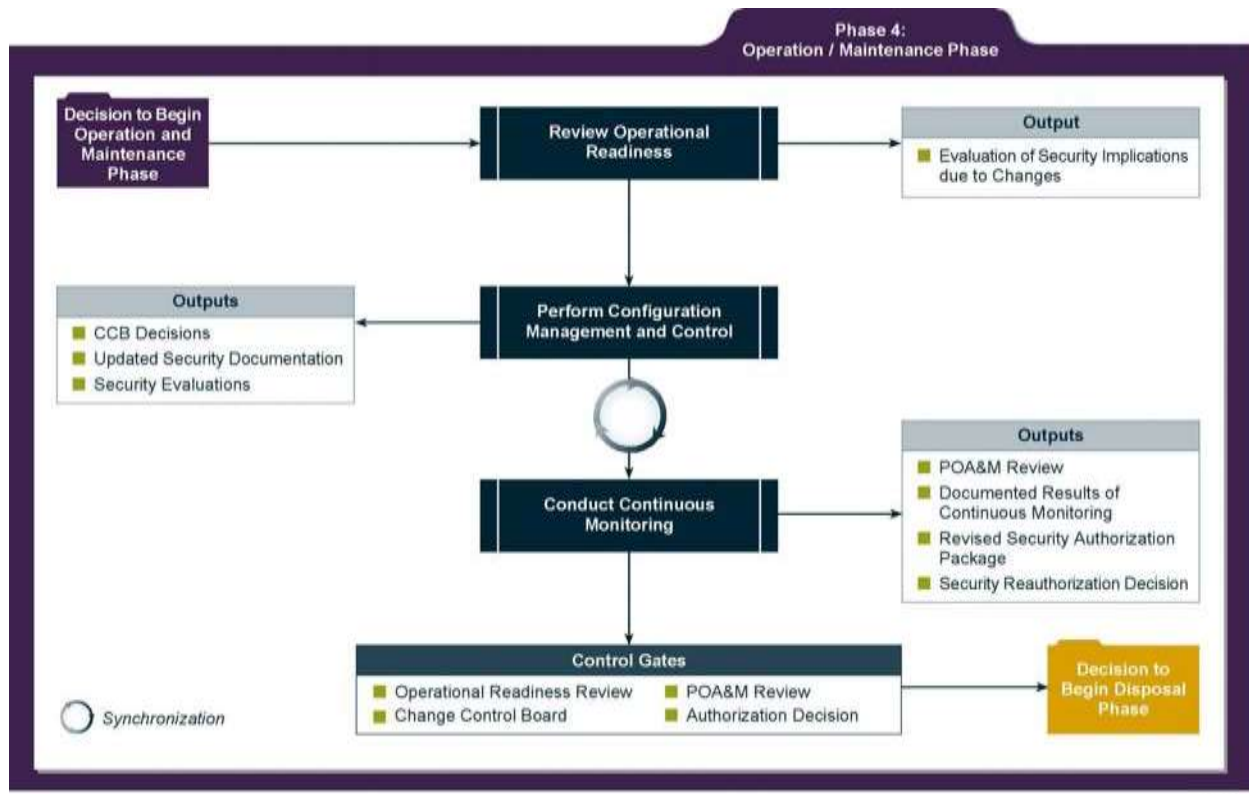 Phase 4:
Operation / Maintenance Phase
Decision to Begin
Operation and
Maintenance
Phase
Review Operational
Readiness
Output
Evaluation of Security Implications
due to Changes
Outputs
CCB Decisions
Updated Security Documentation
Security Evaluations
Perform Configuration
Management and Control
Conduct Continuous
Monitoring
Outputs
POA&M Review
Documented Results of
Continuous Monitoring
Revised Security Authorization
Package
Security Reauthorization Decision
Control Gates
Operational Readiness Review
Change Control Board
POA&M Review
Authorization Decision
Decision to
Begin Disposal
Phase
Synchronization